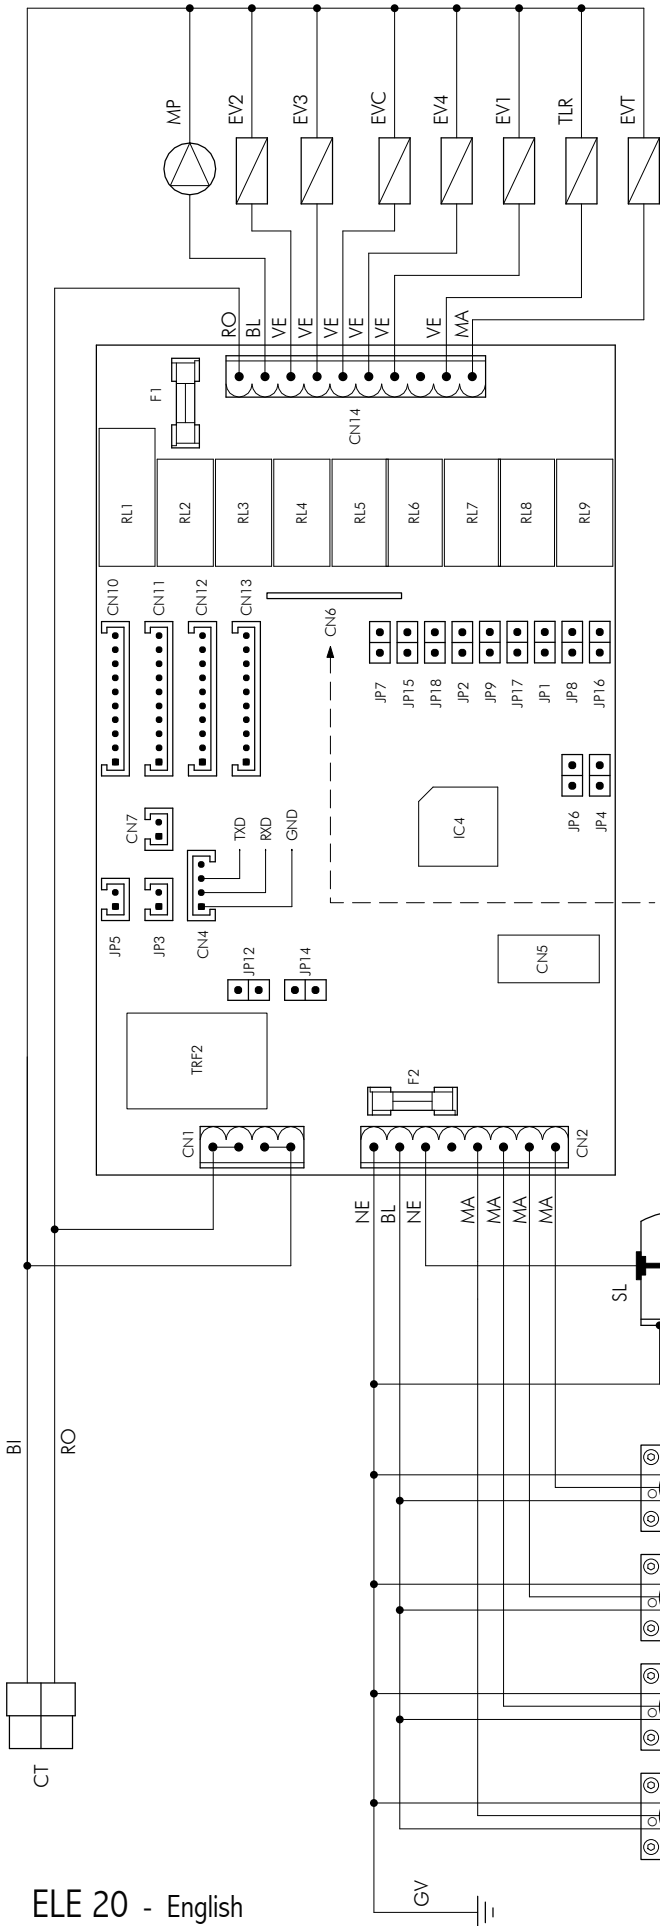 MP
EV2
EV3
EVC
EV4
EV1
TLR
EVT
RO
BL
VE
VE
VE
VE
VE
VE
MA
F1
CN14
RL1
RL2
RL3
RL4
RL5
RL6
RL7
RL8
RL9
CN10
CN11
CN12
CN13
CN6
JP7
JP15
JP18
JP2
JP9
JP17
JP1
JP8
JP16
CN7
TXD
RXD
GND
IC4
JP6
JP4
JP5
JP3
CN4
JP12
JP14
CN5
TRF2
F2
CN1
CN2
NE
BL
NE
MA
MA
MA
MA
SL
BI
RO
CT
GV
ELE 20 - English